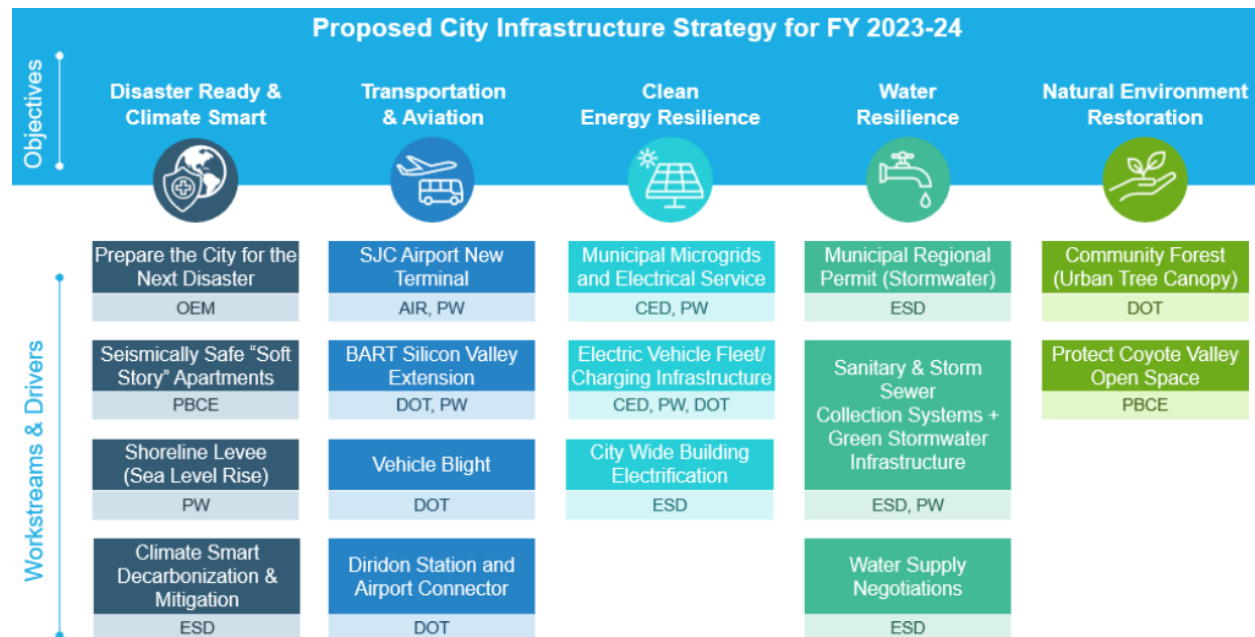 Proposed City Infrastructure Strategy for FY 2023-24
Objectives
Disaster Ready &
Climate Smart
Transportation
& Aviation
Clean
Energy Resilience
Water
Resilience
Natural Environment
Restoration
Workstreams & Drivers
Prepare the City for the
Next Disaster
OEM
Seismically Safe “Soft
Story” Apartments
PBCE
Shoreline Levee
(Sea Level Rise)
PW
Climate Smart
Decarbonization &
Mitigation
ESD
SJC Airport New
Terminal
AIR, PW
BART Silicon Valley
Extension
DOT, PW
Vehicle Blight
DOT
Diridon Station and
Airport Connector
DOT
Municipal Microgrids
and Electrical Service
CED, PW
Electric Vehicle Fleet/
Charging Infrastructure
CED, PW, DOT
City Wide Building
Electrification
ESD
Municipal Regional
Permit (Stormwater)
ESD
Sanitary & Storm
Sewer
Collection Systems +
Green Stormwater
Infrastructure
ESD, PW
Water Supply
Negotiations
ESD
Community Forest
(Urban Tree Canopy)
DOT
Protect Coyote Valley
Open Space
PBCE